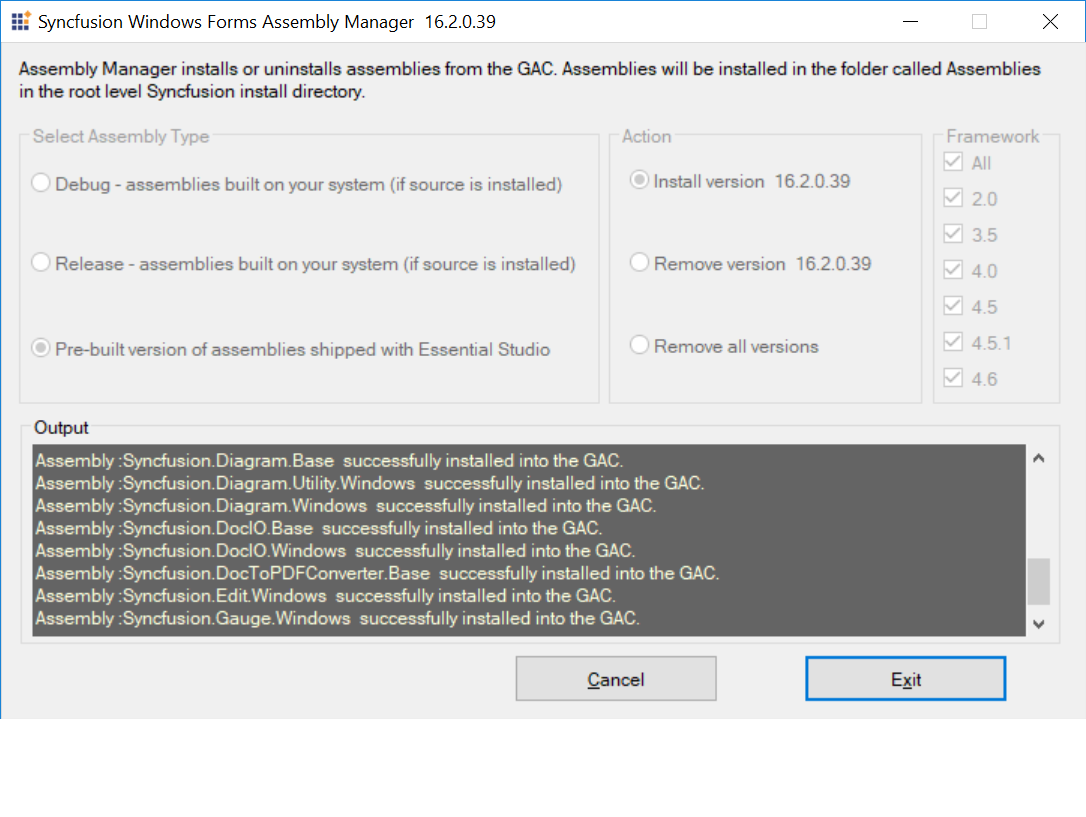 Syncfusion Windows Forms Assembly Manager 16.2.0.39
Assembly Manager installs or uninstalls assemblies from the GAC. Assemblies will be installed in the folder called Assemblies
in the root level Syncfusion install directory.
Select Assembly Type
Debug - assemblies built on your system (if source is installed)
Release - assemblies built on your system (if source is installed)
Pre-built version of assemblies shipped with Essential Studio
Action
Install version 16.2.0.39
Remove version 16.2.0.39
Remove all versions
Framework
All
2.0
3.5
4.0
4.5
4.5.1
4.6
Output
Assembly :Syncfusion.Diagram.Base successfully installed into the GAC.
Assembly :Syncfusion.Diagram.Utility.Windows successfully installed into the GAC.
Assembly :Syncfusion.Diagram.Windows successfully installed into the GAC.
Assembly :Syncfusion.DocIO.Base successfully installed into the GAC.
Assembly :Syncfusion.DocIO.Windows successfully installed into the GAC.
Assembly :Syncfusion.DocToPDFConverter.Base successfully installed into the GAC.
Assembly :Syncfusion.Edit.Windows successfully installed into the GAC.
Assembly :Syncfusion.Gauge.Windows successfully installed into the GAC.
Cancel
Exit